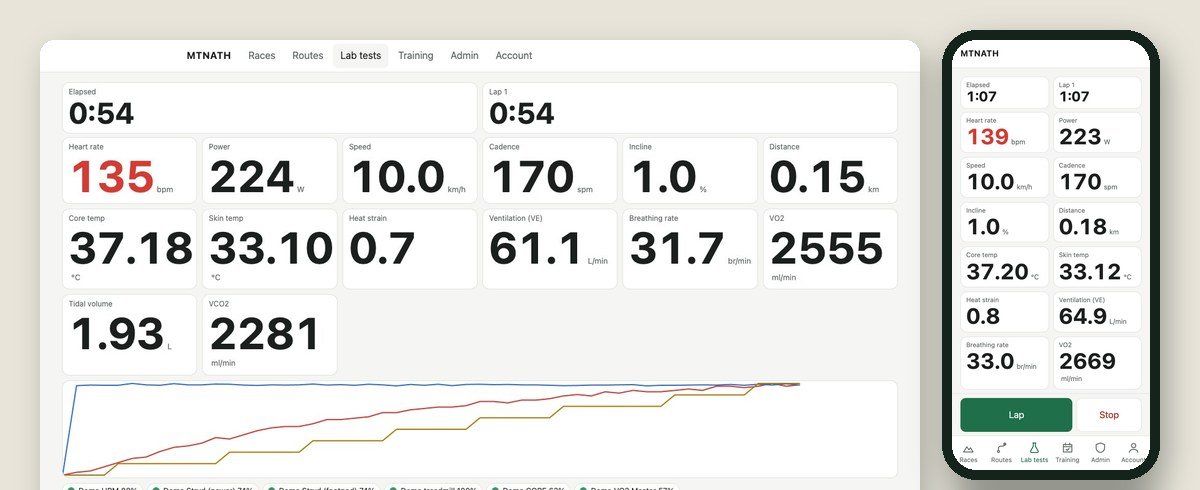 MTNATH Races Routes Lab tests Training Admin Account
Elapsed Lap 1
0:54 0:54
Heart rate Power Speed Cadence Incline Distance
135 bpm 224 W 10.0 km/h 170 spm 1.0 % 0.15 km
Core temp Skin temp Heat strain Ventilation (VE) Breathing rate VO2
37.18 33.10 0.7 61.1 L/min 31.7 br/min 2555
°C °C ml/min
Tidal volume VCO2
1.93 L 2281
ml/min
MTNATH
Elapsed Lap 1
1:07 1:07
Heart rate Power
139 bpm 223 W
Speed Cadence
10.0 km/h 170 spm
Incline Distance
1.0 % 0.18 km
Core temp Skin temp
37.20 °C 33.12 °C
Heat strain Ventilation (VE)
0.8 64.9 L/min
Breathing rate VO2
33.0 br/min 2669
ml/min
Lap Stop
Races Routes Lab tests Training Admin Account